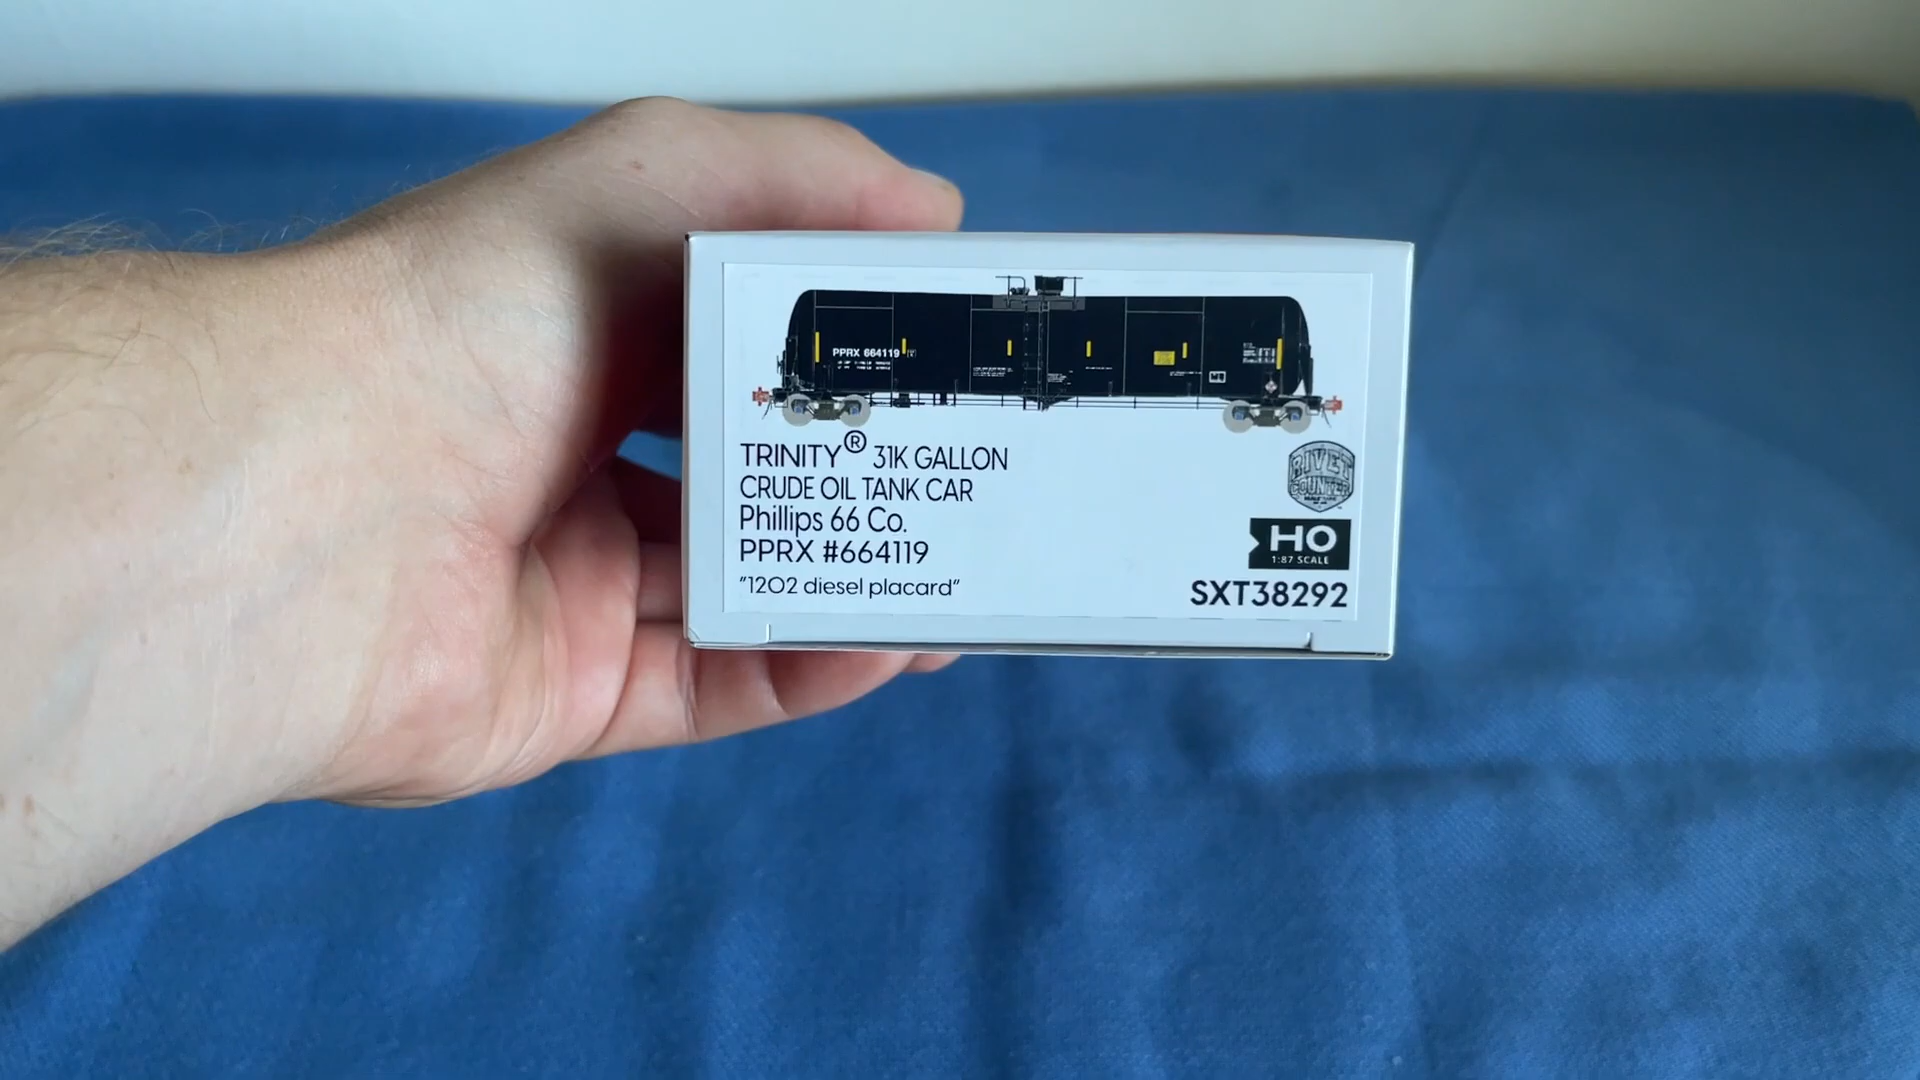 PPRX 664119
TRINITY® 31K GALLON
CRUDE OIL TANK CAR
Phillips 66 Co.
PPRX #664119
"1202 diesel placard"
RIVET
COUNTER
HO
1:87 SCALE
SXT38292